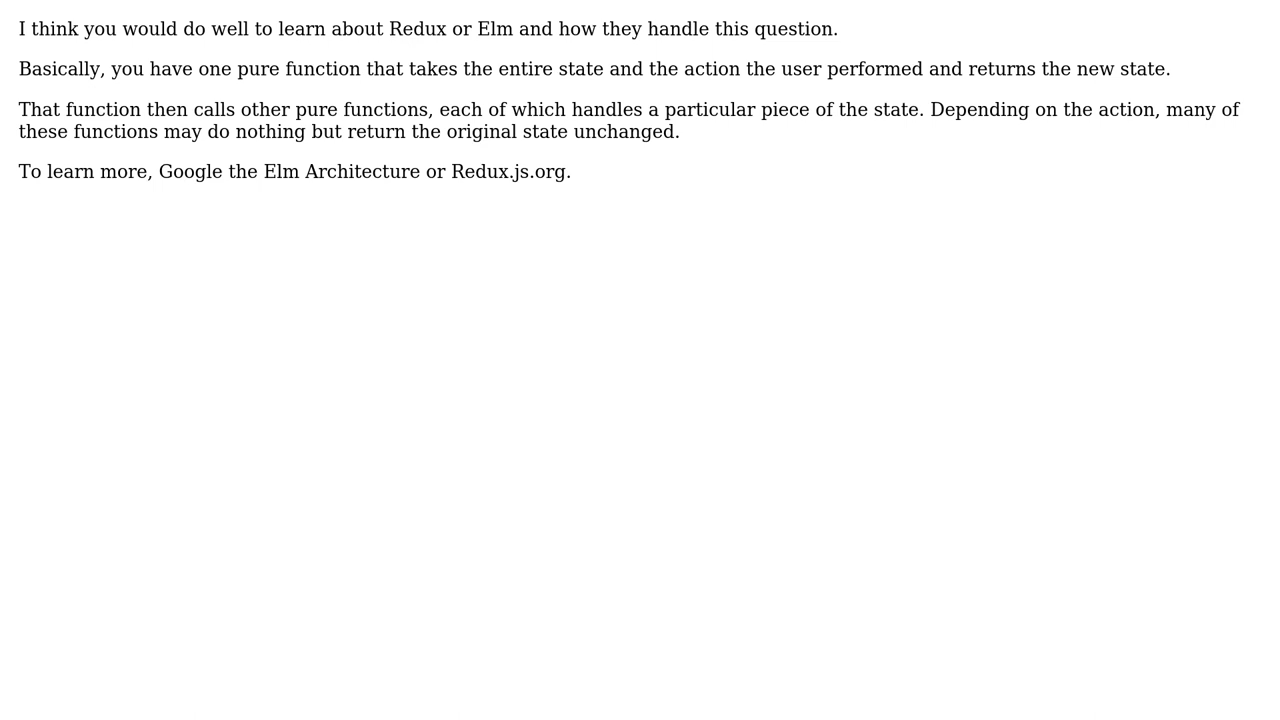 I think you would do well to learn about Redux or Elm and how they handle this question.
Basically, you have one pure function that takes the entire state and the action the user performed and returns the new state.
That function then calls other pure functions, each of which handles a particular piece of the state. Depending on the action, many of
these functions may do nothing but return the original state unchanged.
To learn more, Google the Elm Architecture or Redux.js.org.